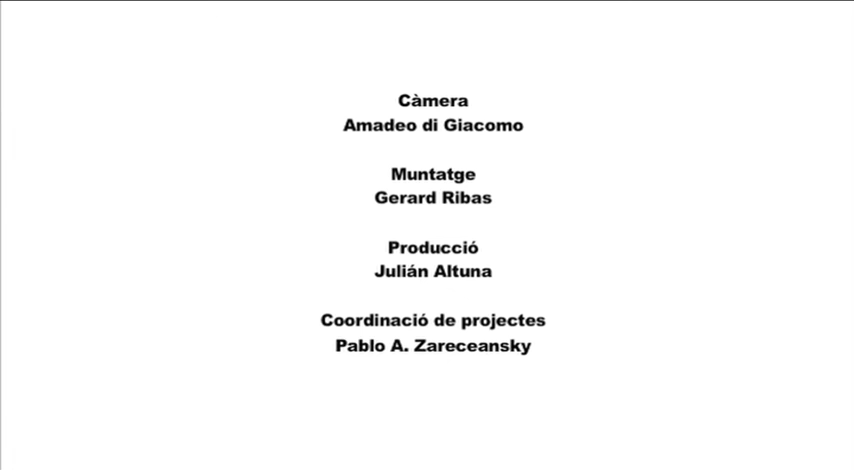 Càmera
Amadeo di Giacomo
Muntatge
Gerard Ribas
Producció
Julián Altuna
Coordinació de projectes
Pablo A. Zareceansky